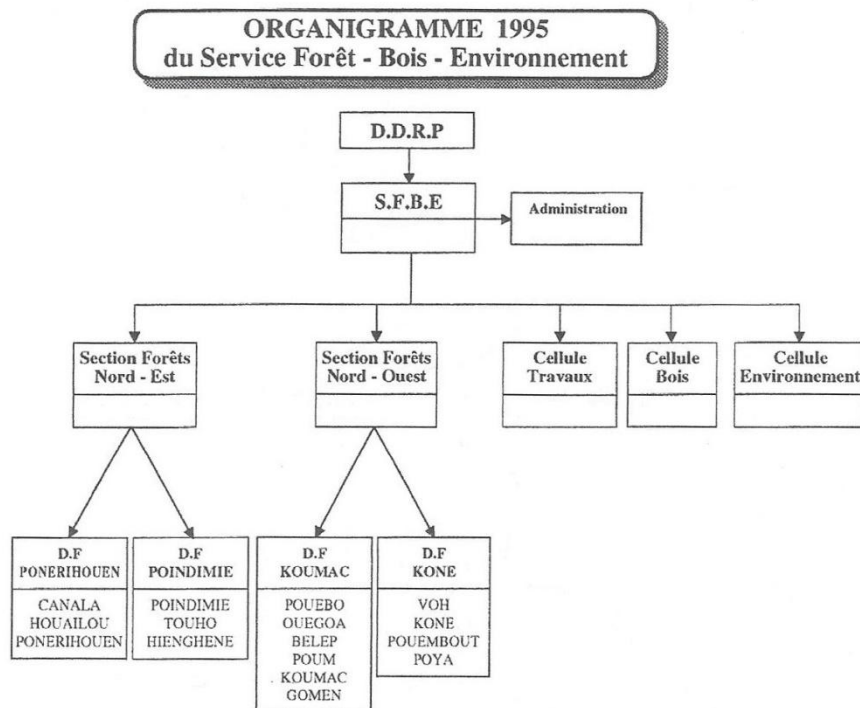 ORGANIGRAMME 1995
du Service Forêt - Bois - Environnement
D.D.R.P
S.F.B.E
Administration
Section Forêts
Nord - Est
Section Forêts
Nord - Ouest
Cellule
Travaux
Cellule
Bois
Cellule
Environnement
D.F
PONERIHOUEN
CANALA
HOUAILOU
PONERIHOUEN
D.F
POINDIMIE
POINDIMIE
TOUHO
HIENGHENE
D.F
KOUMAC
POUEBO
OUEGOA
BELEP
POUM
KOUMAC
GOMEN
D.F
KONE
VOH
KONE
POUEMBOUT
POYA